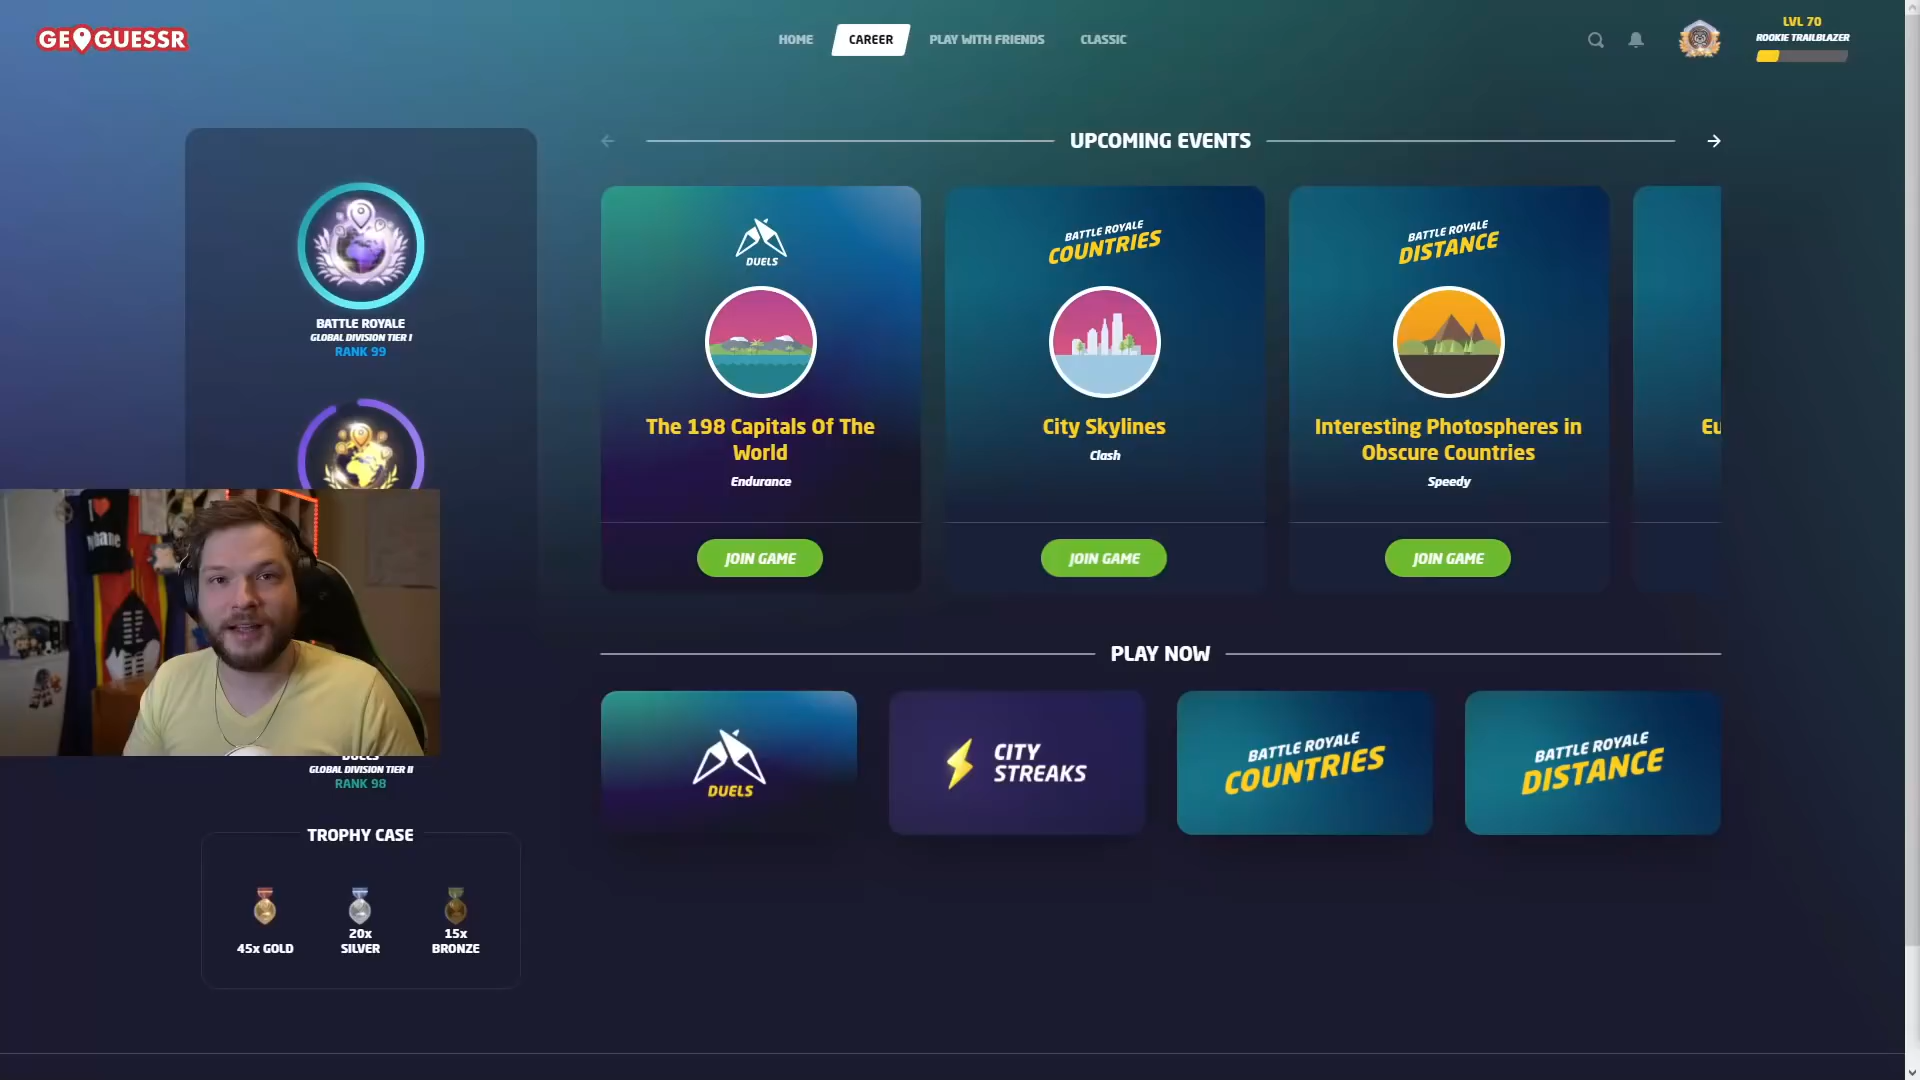 GEOGUESSR
HOME
CAREER
PLAY WITH FRIENDS
CLASSIC
LVL 70
ROOKIE TRAILBLAZER
BATTLE ROYALE
GLOBAL DIVISION TIER I
RANK 99
GLOBAL DIVISION TIER II
RANK 98
TROPHY CASE
45x GOLD
20x
SILVER
15x
BRONZE
UPCOMING EVENTS
DUELS
The 198 Capitals Of The
World
Endurance
JOIN GAME
BATTLE ROYALE
COUNTRIES
City Skylines
Clash
JOIN GAME
BATTLE ROYALE
DISTANCE
Interesting Photospheres in
Obscure Countries
Speedy
JOIN GAME
Eu
PLAY NOW
DUELS
CITY
STREAKS
BATTLE ROYALE
COUNTRIES
BATTLE ROYALE
DISTANCE